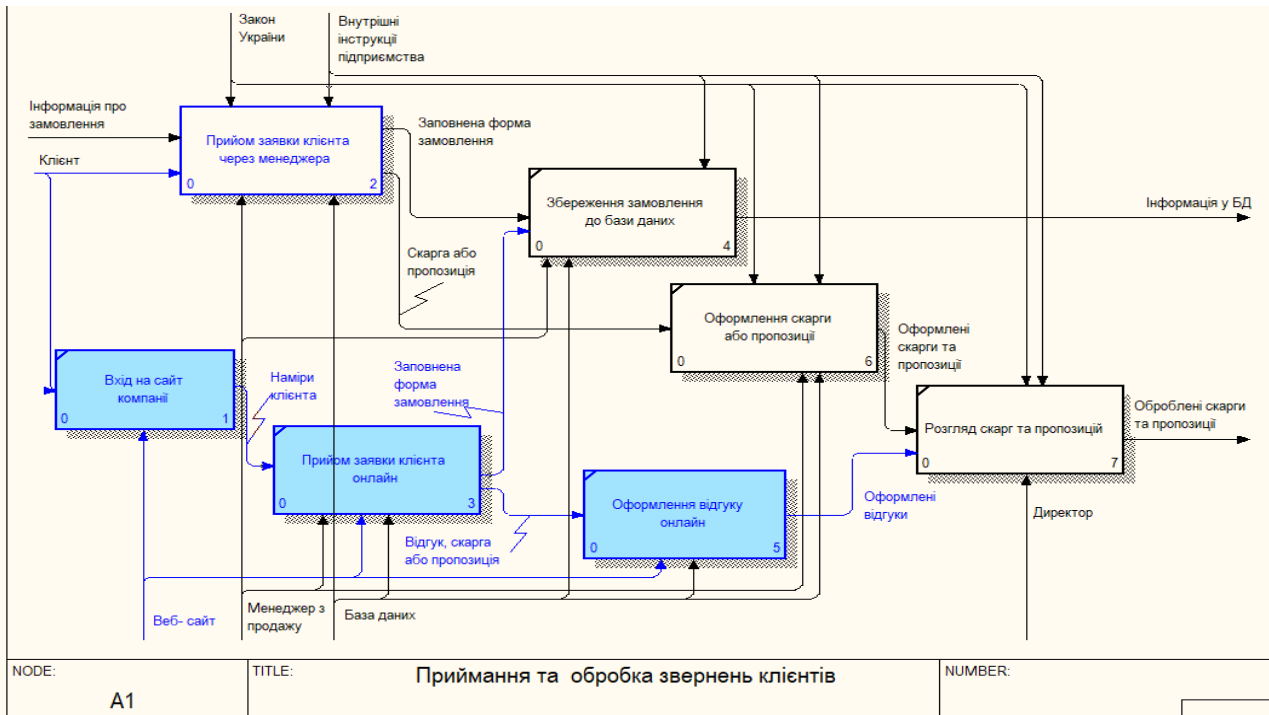 Закон
України
Внутрішні
інструкції
підприємства
Інформація про
замовлення
Клієнт
Прийом заявки клієнта
через менеджера
0
2
Заповнена форма
замовлення
Збереження замовлення
до бази даних
0
4
Інформація у БД
Скарга або
пропозиція
Оформлення скарги
або пропозиції
0
6
Оформлені
скарги та
пропозиції
Вхід на сайт
компанії
0
1
Наміри
клієнта
Заповнена
форма
замовлення
Розгляд скарг та пропозицій
0
7
Оброблені скарги
та пропозиції
Прийом заявки клієнта
онлайн
0
3
Відгук, скарга
або пропозиція
Оформлення відгуку
онлайн
0
5
Оформлені
відгуки
Директор
Веб- сайт
Менеджер з
продажу
База даних
NODE:
A1
TITLE:
Приймання та обробка звернень клієнтів
NUMBER: